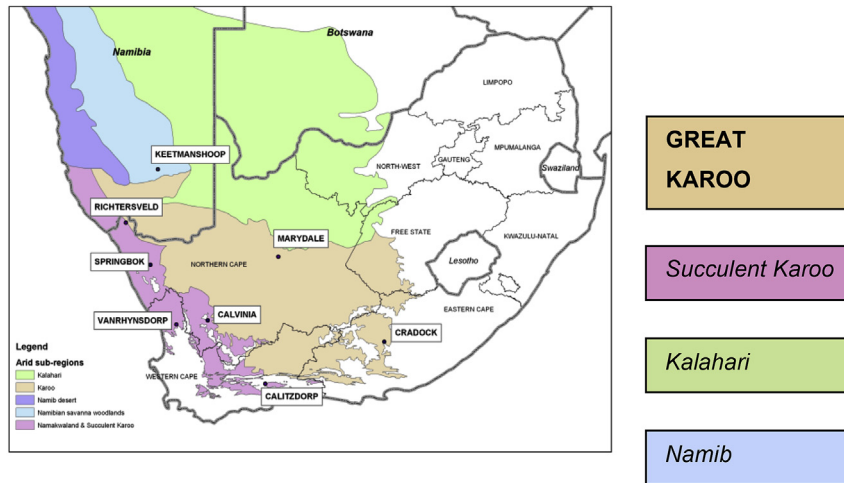 Botswana
Namibia
LIMPOPO
MPUMALANGA
GAUTENG
NORTH-WEST
Swaziland
KEETMANSHOOP
RICHTERSVELD
FREE STATE
KWAZULU-NATAL
MARYDALE
SPRINGBOK
NORTHERN CAPE
Lesotho
EASTERN CAPE
VANRHYNSDORP
CALVINIA
CRADOCK
WESTERN CAPE
CALITZDORP
Legend
Arid sub-regions
Kalahari
Karoo
Namib desert
Namibian savanna woodlands
Namakwaland & Succulent Karoo
GREAT
KAROO
Succulent Karoo
Kalahari
Namib